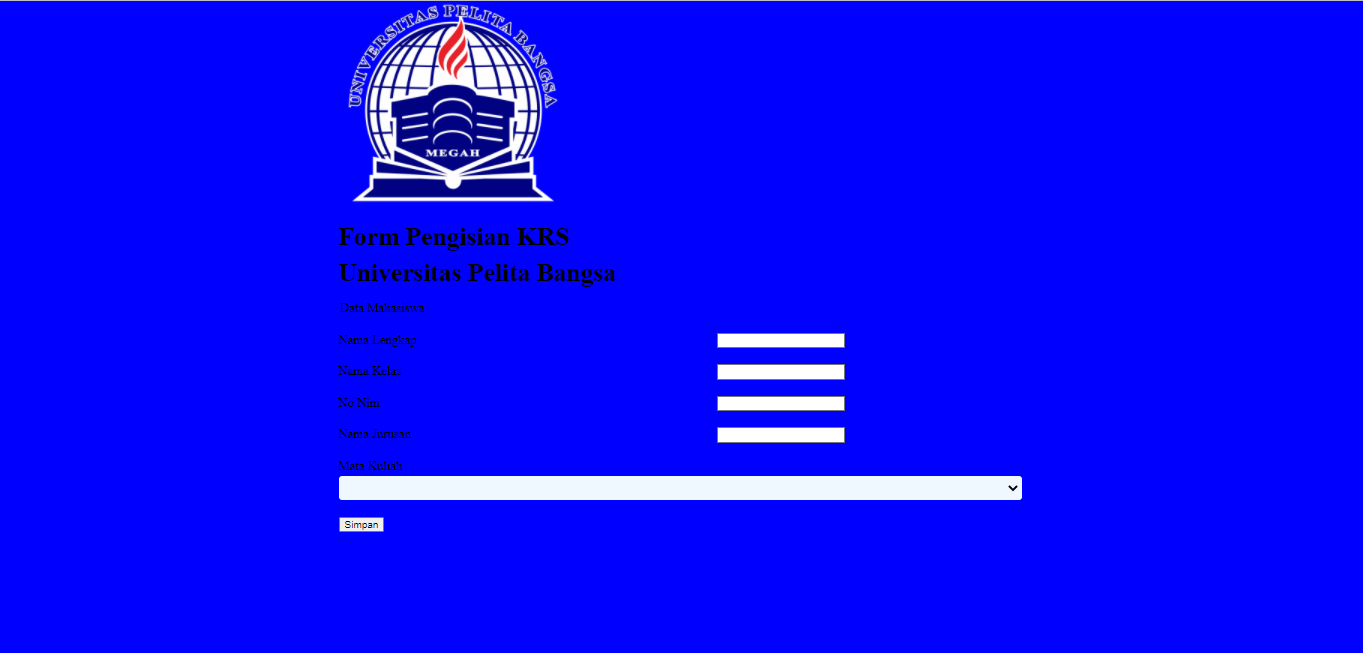 UNIVERSITAS PELITA BANGSA
MEGAH
Form Pengisian KRS
Universitas Pelita Bangsa
Data Mahasiswa
Nama Lengkap
Nama Kelas
No Nim
Nama Jurusan
Mata Kuliah
Simpan